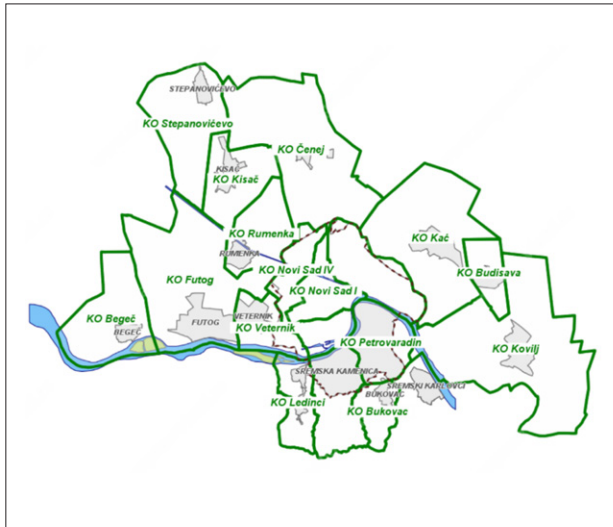 STEPANOVIĆEVO
KO Stepanovićevo
KO Čenej
KISAČ
KO Kisač
KO Rumenka
RUMENKA
KO Kać
KO Novi Sad IV
KO Budisava
KO Futog
KO Novi Sad I
KO Begeč
BEGEČ
FUTOG
VETERNIK
KO Veternik
KO Petrovaradin
KO Kovilj
SREMSKA KAMENICA
SREMSKI KARLOVCI
BUKOVAC
KO Ledinci
KO Bukovac